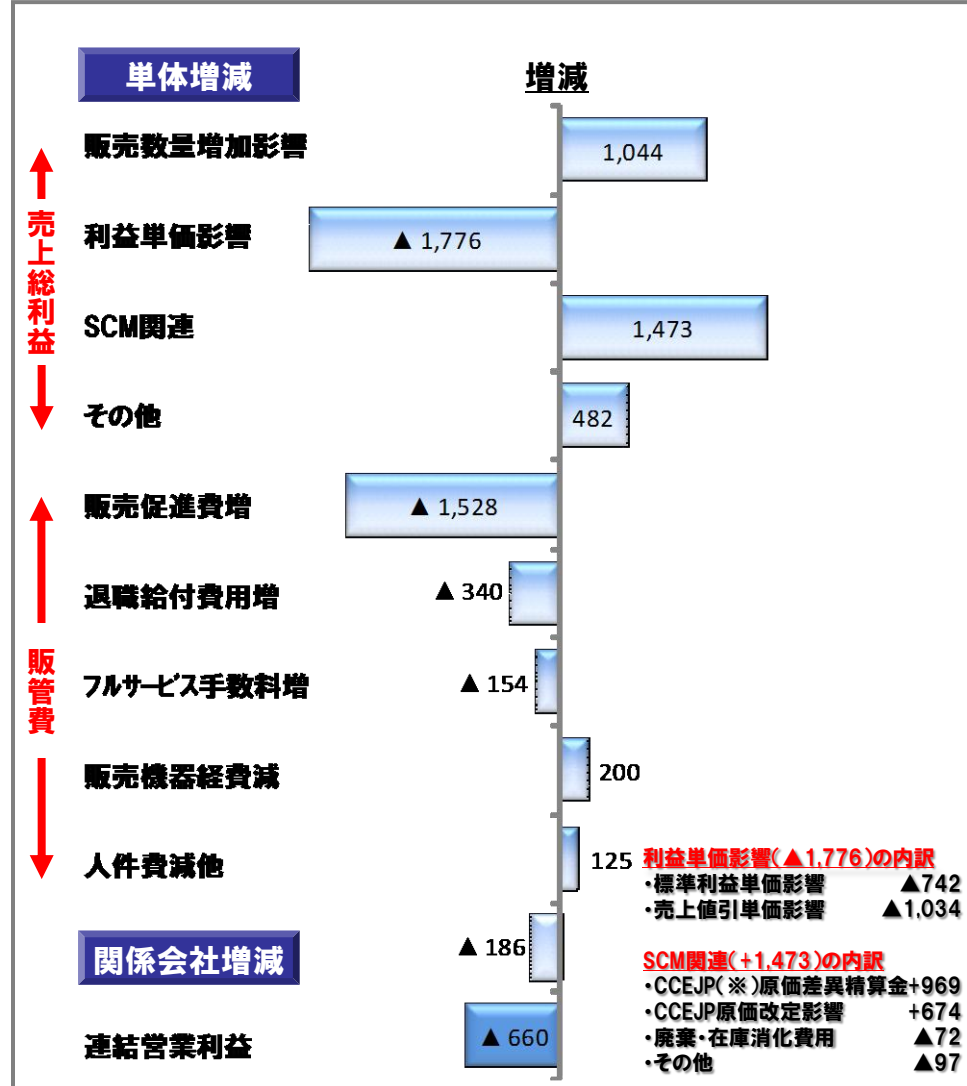 単体増減
増減
売上総利益
販売数量増加影響
1,044
利益単価影響
▲ 1,776
SCM関連
1,473
その他
482
販管費
販売促進費増
▲ 1,528
退職給付費用増
▲ 340
フルサービス手数料増
▲ 154
販売機器経費減
200
人件費減他
125
関係会社増減
▲ 186
連結営業利益
▲ 660
利益単価影響(▲1,776)の内訳
・標準利益単価影響 ▲742
・売上値引単価影響 ▲1,034
SCM関連(+1,473)の内訳
・CCEJP(※)原価差異精算金+969
・CCEJP原価改定影響 +674
・廃棄・在庫消化費用 ▲72
・その他 ▲97